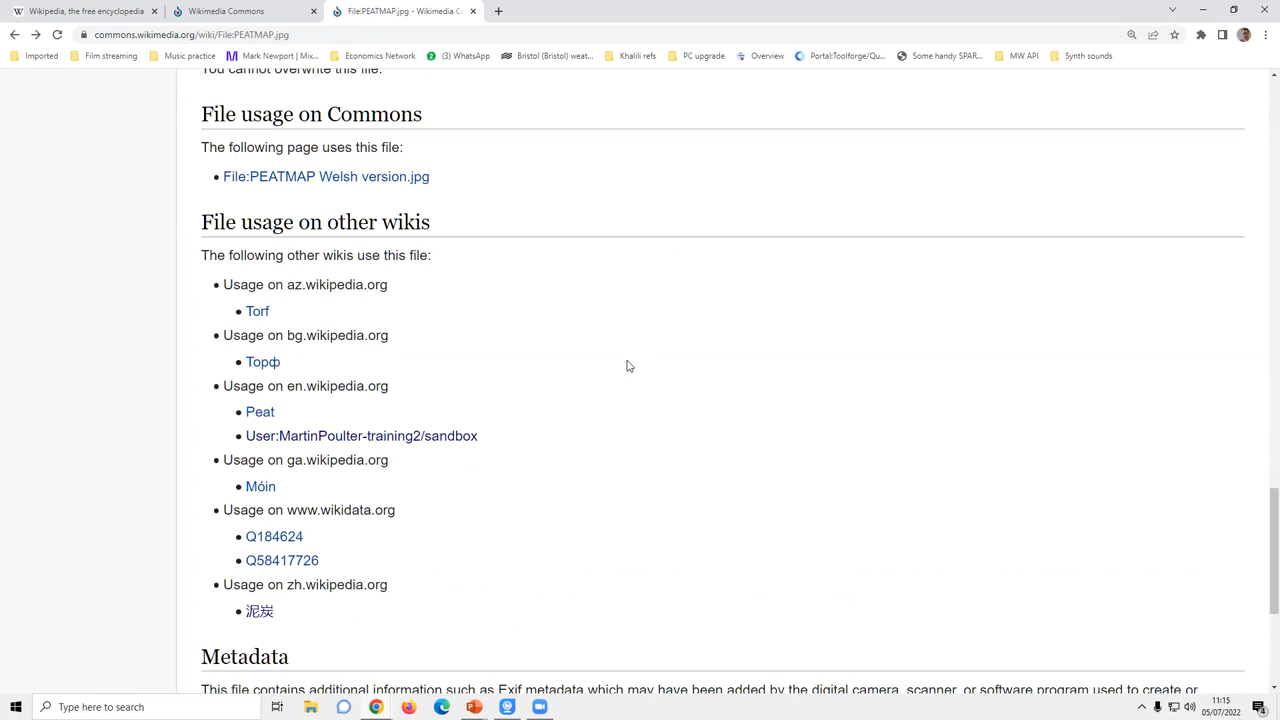 Wikipedia, the free encyclopedia
Wikimedia Commons
File:PEATMAP.jpg - Wikimedia Co
commons.wikimedia.org/wiki/File:PEATMAP.jpg
Imported
Film streaming
Music practice
Mark Newport | Mix...
Economics Network
(3) WhatsApp
Bristol (Bristol) weat...
Khalili refs
PC upgrade
Overview
Portal:Toolforge/Qu...
Some handy SPAR...
MW API
Synth sounds
You cannot overwrite this file.
File usage on Commons
The following page uses this file:
• File:PEATMAP Welsh version.jpg
File usage on other wikis
The following other wikis use this file:
• Usage on az.wikipedia.org
• Torf
• Usage on bg.wikipedia.org
• Торф
• Usage on en.wikipedia.org
• Peat
• User:MartinPoulter-training2/sandbox
• Usage on ga.wikipedia.org
• Móin
• Usage on www.wikidata.org
• Q184624
• Q58417726
• Usage on zh.wikipedia.org
• 泥炭
Metadata
This file contains additional information such as Exif metadata which may have been added by the digital camera, scanner, or software program used to create or
Type here to search
11:15
05/07/2022
4